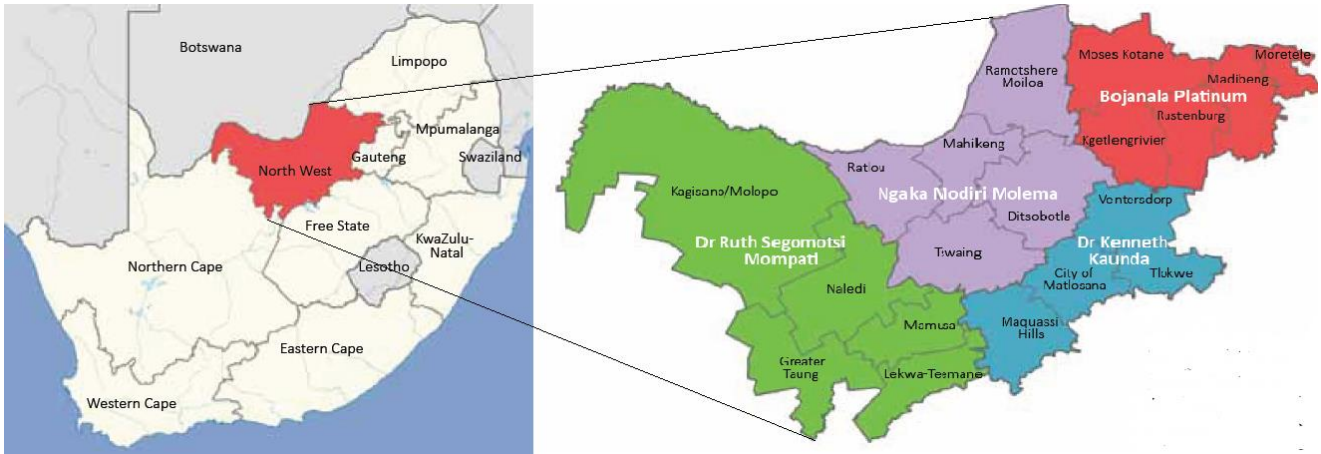 Botswana
Limpopo
Mpumalanga
Gauteng
Swaziland
North West
Free State
KwaZulu-
Natal
Lesotho
Northern Cape
Eastern Cape
Western Cape
Ramotshere
Moiloa
Moses Kotane
Moretele
Madibeng
Bojanala Platinum
Rustenburg
Kgetlengrivier
Mahikeng
Ratlou
Kagisano/Molopo
Ngaka Nodiri Molema
Ventersdorp
Ditsobotla
Dr Ruth Segomotsi
Mompati
Tswaing
Dr Kenneth
Kaunda
City of
Matlosana
Tlokwe
Naledi
Mamusa
Maquassi
Hills
Greater
Taung
Lekwa-Teemane